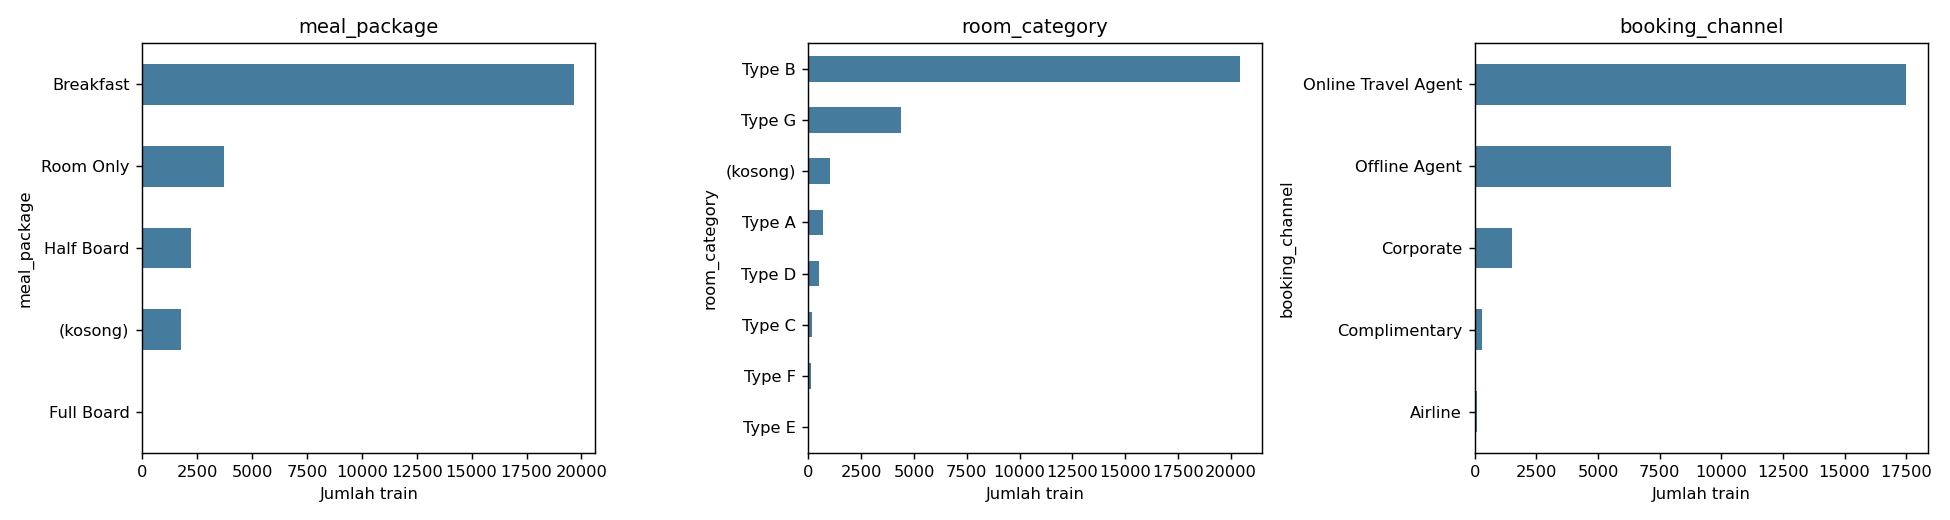 meal_package
Breakfast
Room Only
Half Board
(kosong)
Full Board
meal_package
0 2500 5000 7500 10000 12500 15000 17500 20000
Jumlah train
room_category
Type B
Type G
(kosong)
Type A
Type D
Type C
Type F
Type E
room_category
0 2500 5000 7500 10000 12500 15000 17500 20000
Jumlah train
booking_channel
Online Travel Agent
Offline Agent
Corporate
Complimentary
Airline
booking_channel
0 2500 5000 7500 10000 12500 15000 17500
Jumlah train